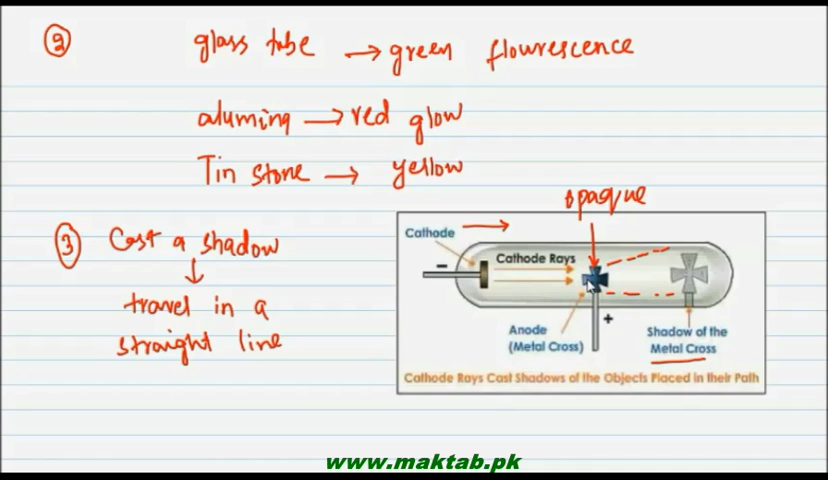 ② glass tube → green flourescence
alumina → red glow
Tin stone → yellow
opaque
③ Cast a shadow
↓
travel in a
straight line
Cathode →
Cathode Rays
−
+
Anode
(Metal Cross)
Shadow of the
Metal Cross
Cathode Rays Cast Shadows of the Objects Placed in their Path
www.maktab.pk